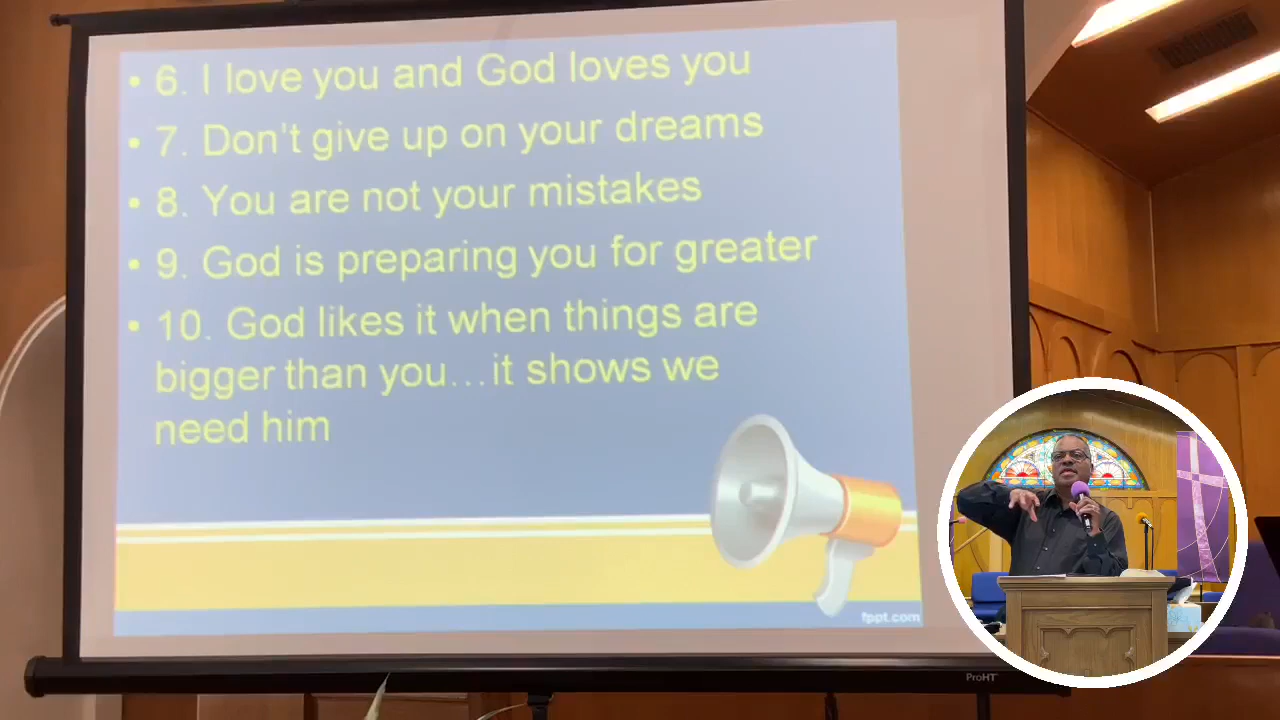 • 6. I love you and God loves you
• 7. Don't give up on your dreams
• 8. You are not your mistakes
• 9. God is preparing you for greater
• 10. God likes it when things are
bigger than you...it shows we
need him
fppt.com
ProHT